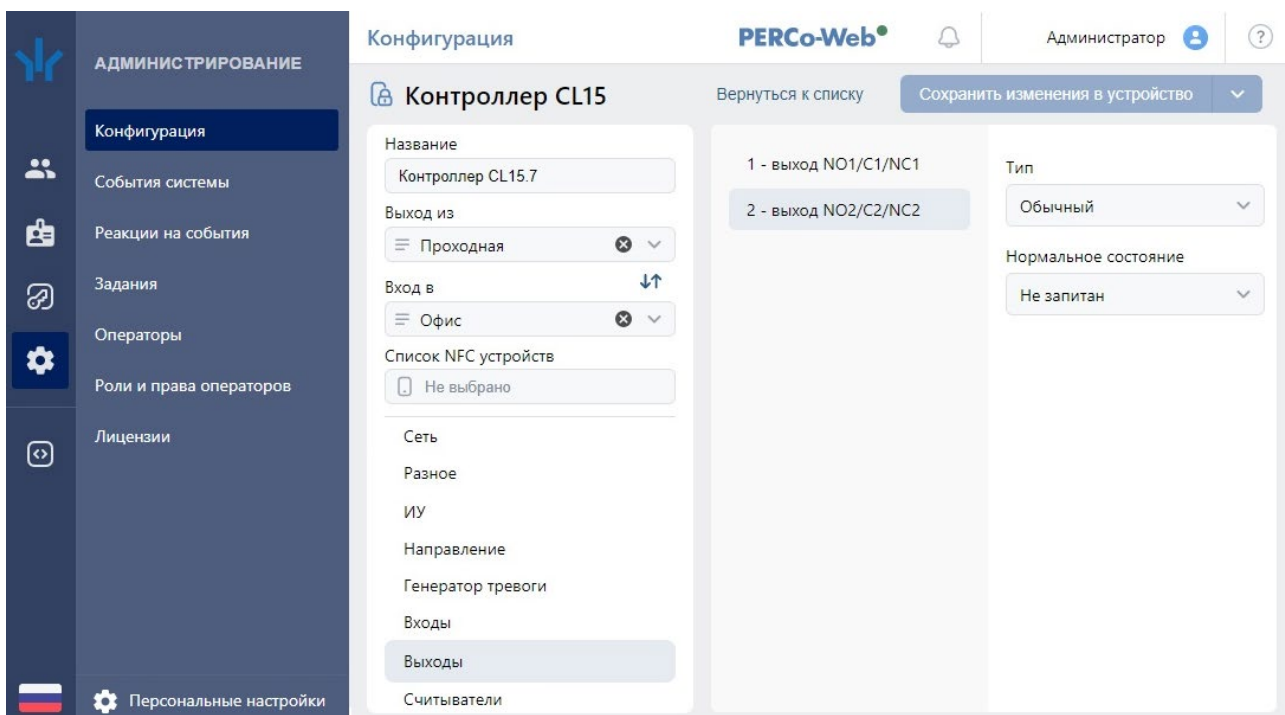 АДМИНИСТРИРОВАНИЕ
Конфигурация
События системы
Реакции на события
Задания
Операторы
Роли и права операторов
Лицензии
Персональные настройки
Конфигурация
PERCo-Web
Администратор
?
Контроллер CL15
Вернуться к списку
Сохранить изменения в устройство
Название
Контроллер CL15.7
Выход из
Проходная
Вход в
Офис
Список NFC устройств
Не выбрано
Сеть
Разное
ИУ
Направление
Генератор тревоги
Входы
Выходы
Считыватели
1 - выход NO1/C1/NC1
2 - выход NO2/C2/NC2
Тип
Обычный
Нормальное состояние
Не запитан